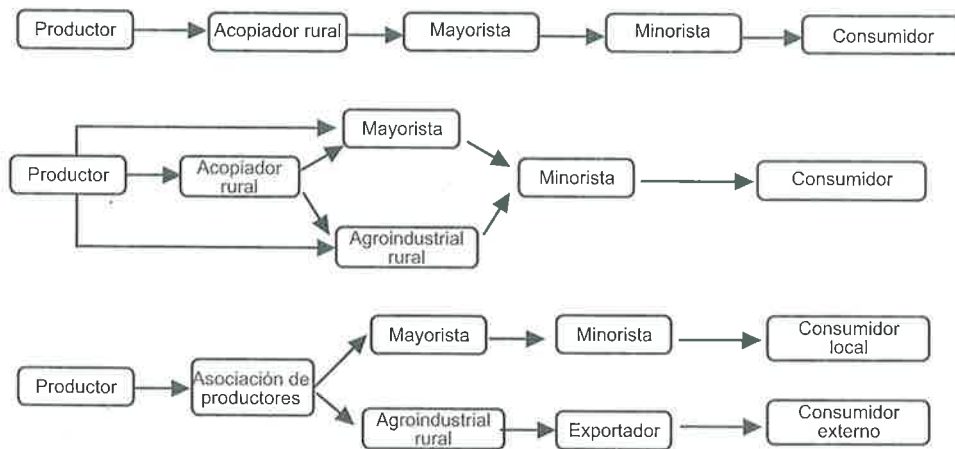 Productor
Acopiador rural
Mayorista
Minorista
Consumidor
Mayorista
Productor
Acopiador
rural
Minorista
Consumidor
Agroindustrial
rural
Mayorista
Minorista
Consumidor
local
Productor
Asociación de
productores
Agroindustrial
rural
Exportador
Consumidor
externo